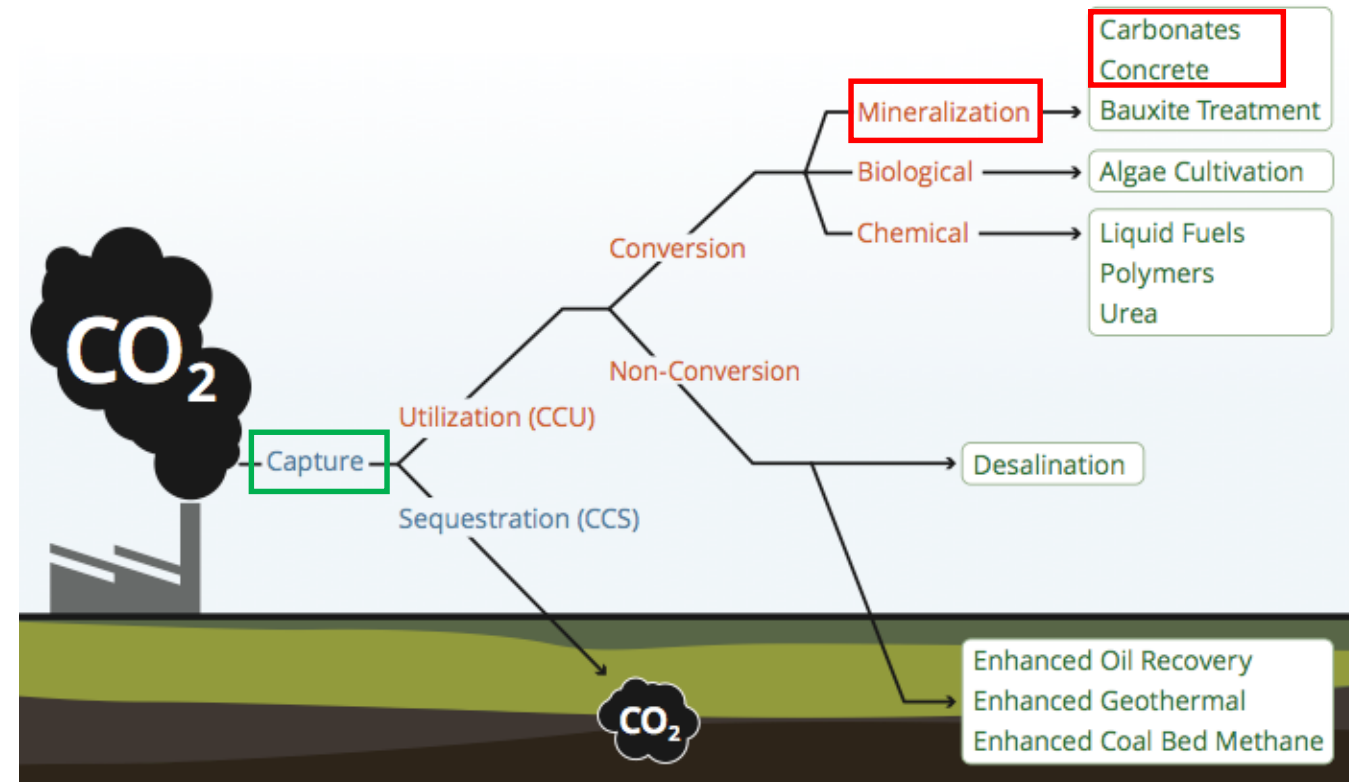 Carbonates
Concrete
Bauxite Treatment
Mineralization
Biological
Algae Cultivation
Chemical
Liquid Fuels
Polymers
Urea
Conversion
CO2
Non-Conversion
Utilization (CCU)
Capture
Desalination
Sequestration (CCS)
Enhanced Oil Recovery
Enhanced Geothermal
Enhanced Coal Bed Methane
CO2